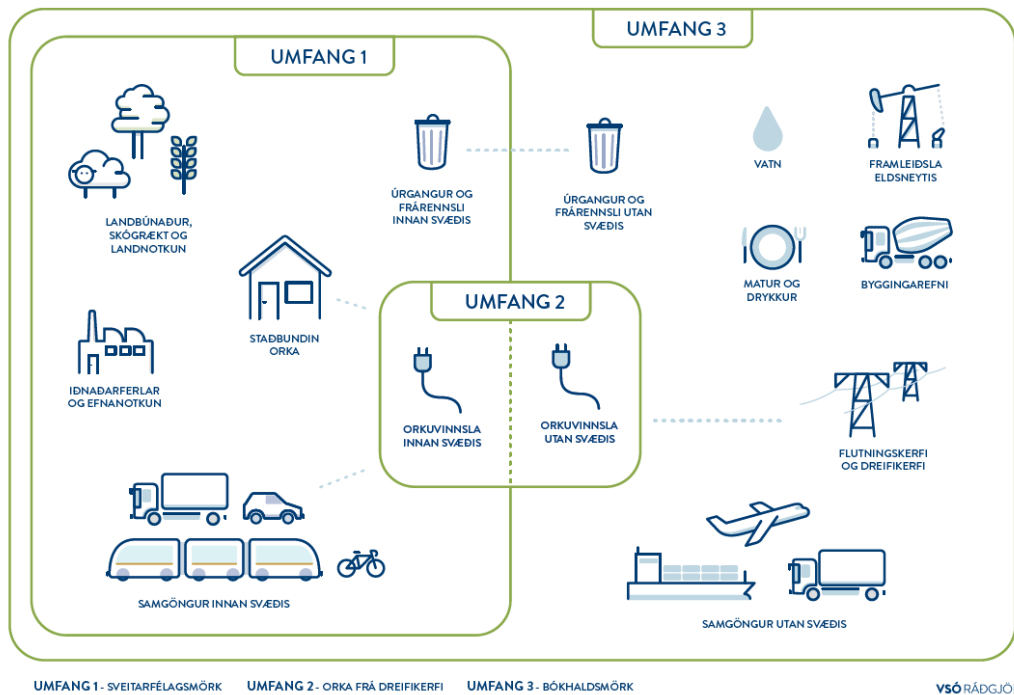 UMFANG 1
UMFANG 3
LANDBÚNAÐUR,
SKÓGRÆKT OG
LANDNOTKUN
ÚRGANGUR OG
FRÁRENNSLI
INNAN SVÆÐIS
ÚRGANGUR OG
FRÁRENNSLI UTAN
SVÆÐIS
VATN
FRAMLEIÐSLA
ELDSNEYTIS
MATUR OG
DRYKKUR
BYGGINGAREFNI
STAÐBUNDIN
ORKA
UMFANG 2
IÐNAÐARFERLAR
OG EFNANOTKUN
ORKUVINNSLA
INNAN SVÆÐIS
ORKUVINNSLA
UTAN SVÆÐIS
FLUTNINGSKERFI
OG DREIFIKERFI
SAMGÖNGUR INNAN SVÆÐIS
SAMGÖNGUR UTAN SVÆÐIS
UMFANG 1 - SVEITARFÉLAGSMÖRK
UMFANG 2 - ORKA FRÁ DREIFIKERFI
UMFANG 3 - BÓKHALDSMÖRK
VSÓ RÁÐGJÖ